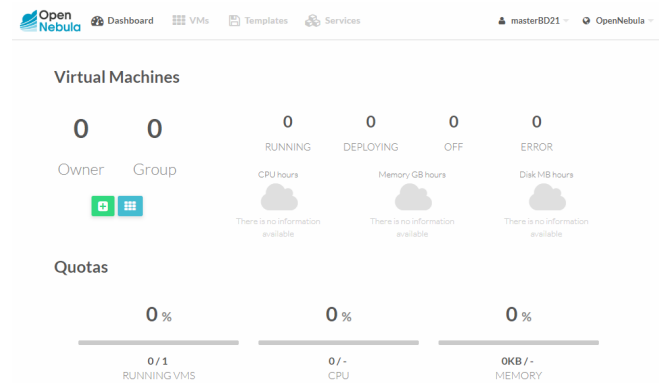 Open Nebula
Dashboard VMs Templates Services masterBD21 OpenNebula
Virtual Machines
0 0
Owner Group
0 0 0 0
RUNNING DEPLOYING OFF ERROR
CPU hours Memory GB hours Disk MB hours
There is no information available
There is no information available
There is no information available
Quotas
0 % 0 % 0 %
0 / 1 0 / - 0KB / -
RUNNING VMS CPU MEMORY